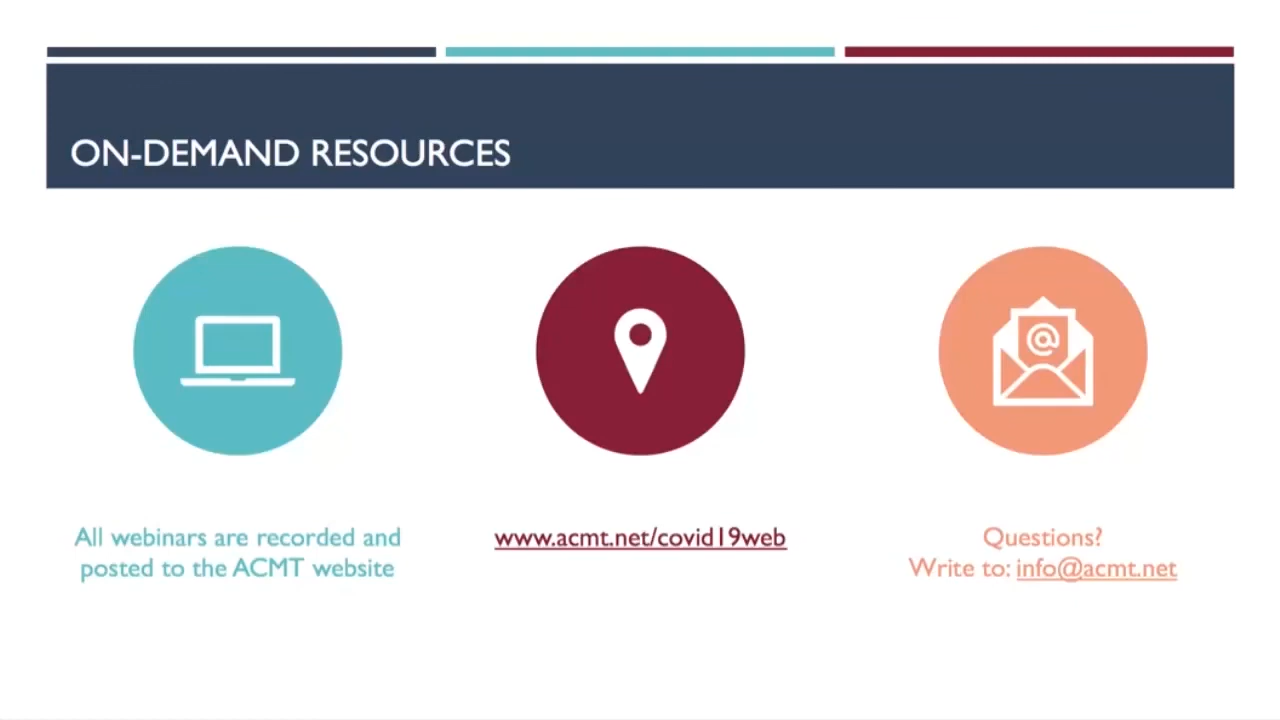 ON-DEMAND RESOURCES
All webinars are recorded and
posted to the ACMT website
www.acmt.net/covid19web
Questions?
Write to: info@acmt.net